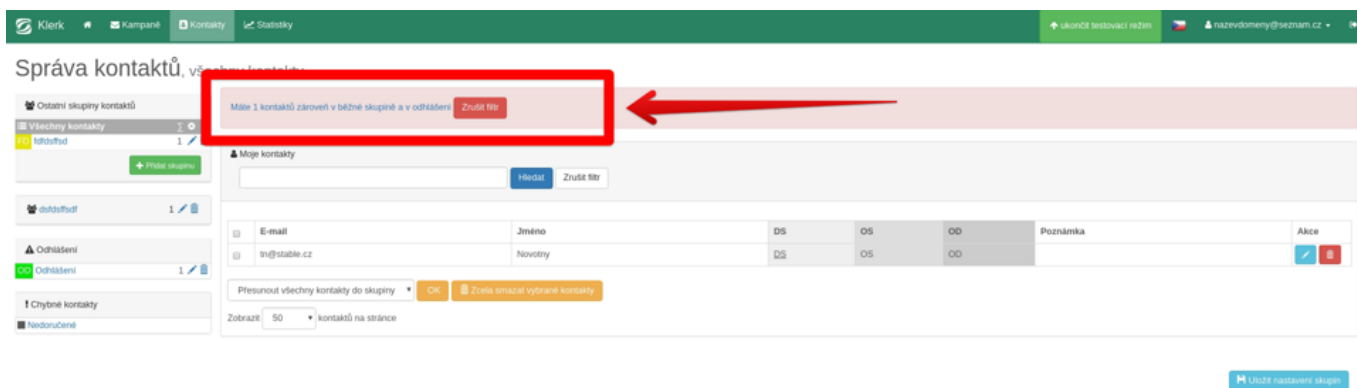 Klerk Kampaně Kontakty Statistiky ukončit testovací režim nazevdomeny@seznam.cz
Správa kontaktů, všechny kontakty
Ostatní skupiny kontaktů
Všechny kontakty
fdfdsffsd 1
Přidat skupinu
dsfdsffsdf 1
Odhlášení
OD Odhlášení 1
Chybné kontakty
Nedoručené
Máte 1 kontaktů zároveň v běžné skupině a v odhlášení Zrušit filtr
Moje kontakty
Hledat Zrušit filtr
E-mail Jméno DS OS OD Poznámka Akce
tn@stable.cz Novotny DS OS OD
Přesunout všechny kontakty do skupiny OK Zcela smazat vybrané kontakty
Zobrazit 50 kontaktů na stránce
Uložit nastavení skupin